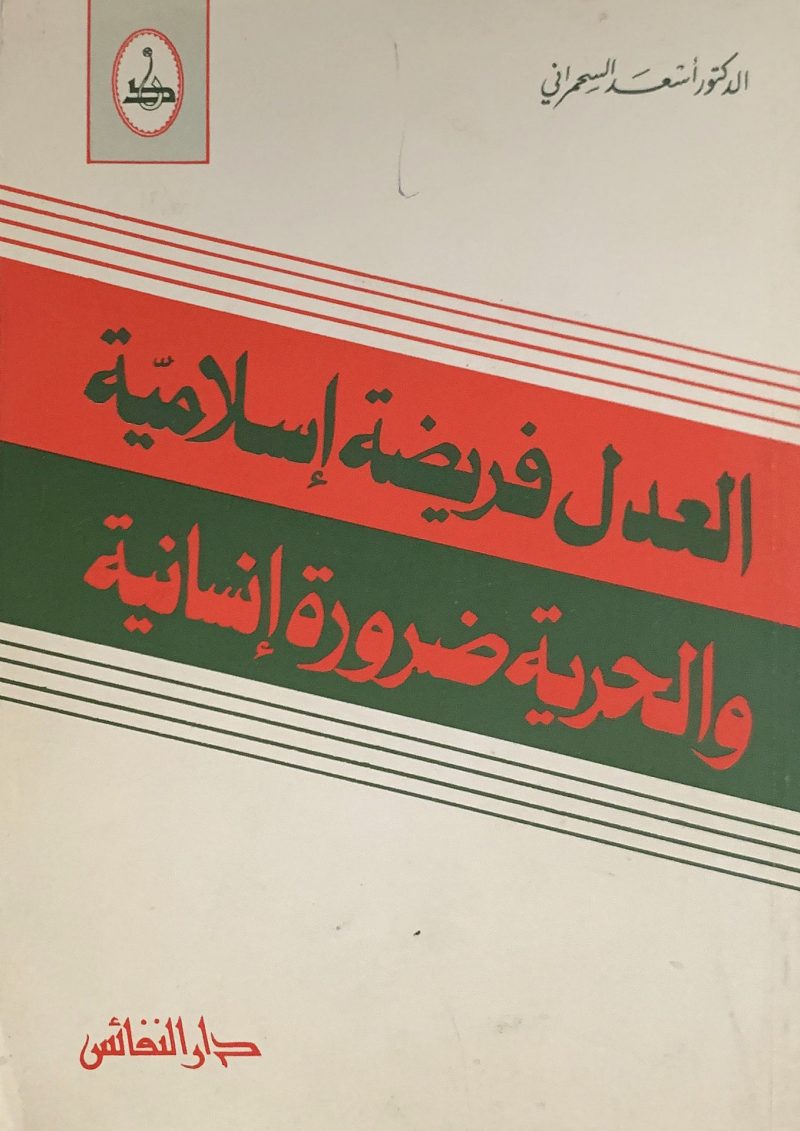 الدكتور أسعد السحمراني
العدل فريضة إسلاميّة
والحرية ضرورة إنسانية
دار النفائس